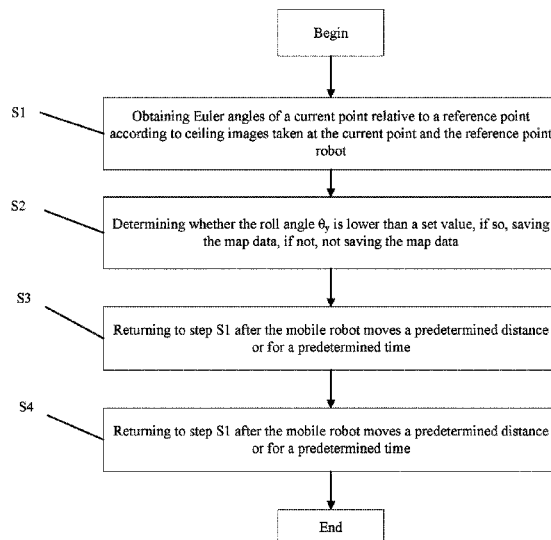 Begin
S1
Obtaining Euler angles of a current point relative to a reference point
according to ceiling images taken at the current point and the reference point
robot
S2
Determining whether the roll angle θy is lower than a set value, if so, saving
the map data, if not, not saving the map data
S3
Returning to step S1 after the mobile robot moves a predetermined distance
or for a predetermined time
S4
Returning to step S1 after the mobile robot moves a predetermined distance
or for a predetermined time
End